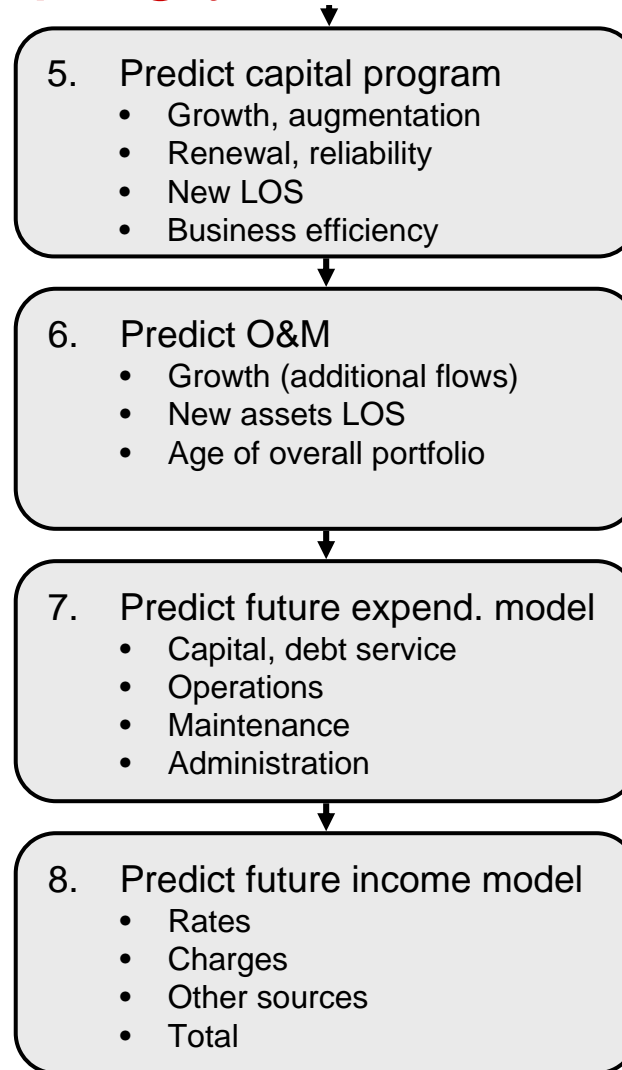 5. Predict capital program
• Growth, augmentation
• Renewal, reliability
• New LOS
• Business efficiency
6. Predict O&M
• Growth (additional flows)
• New assets LOS
• Age of overall portfolio
7. Predict future expend. model
• Capital, debt service
• Operations
• Maintenance
• Administration
8. Predict future income model
• Rates
• Charges
• Other sources
• Total